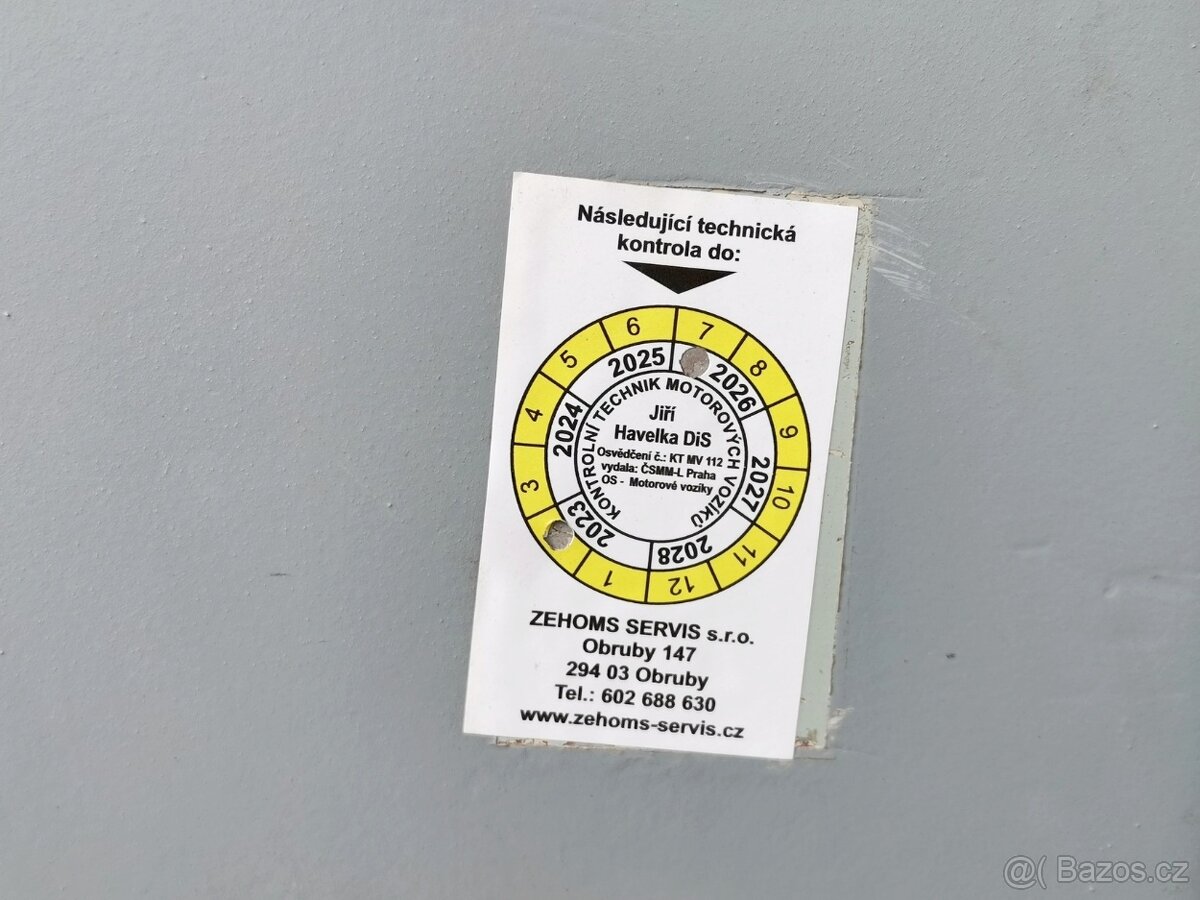 Následující technická
kontrola do:
1
3
4
5
6
7
8
9
10
11
12
2023
2024
2025
2026
2027
2028
KONTROLNÍ TECHNIK MOTOROVÝCH VOZÍKŮ
Jiří
Havelka DiS
Osvědčení č.: KT MV 112
vydala: ČSMM-L Praha
OS - Motorové vozíky
ZEHOMS SERVIS s.r.o.
Obruby 147
294 03 Obruby
Tel.: 602 688 630
www.zehoms-servis.cz
@( Bazos.cz